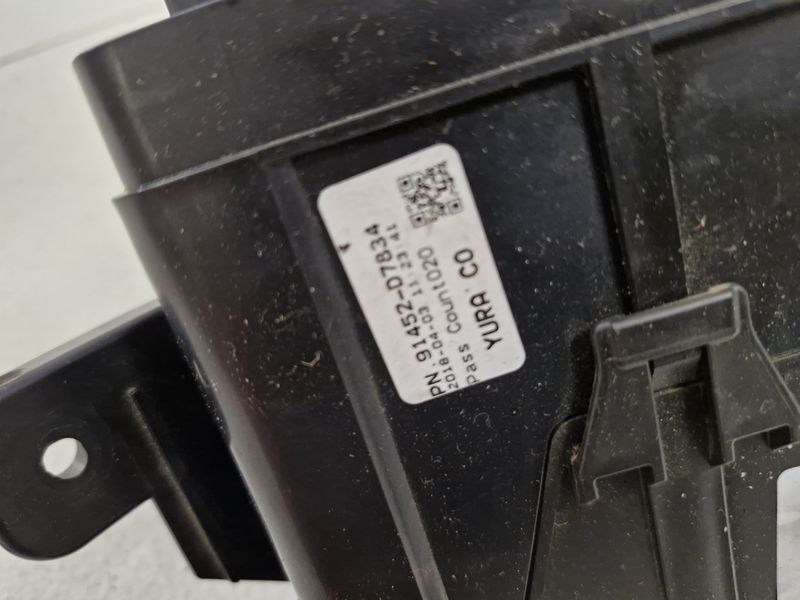 PN.91452-D7834
2018-04-03 11:23:41
Pass Count020
YURA CO